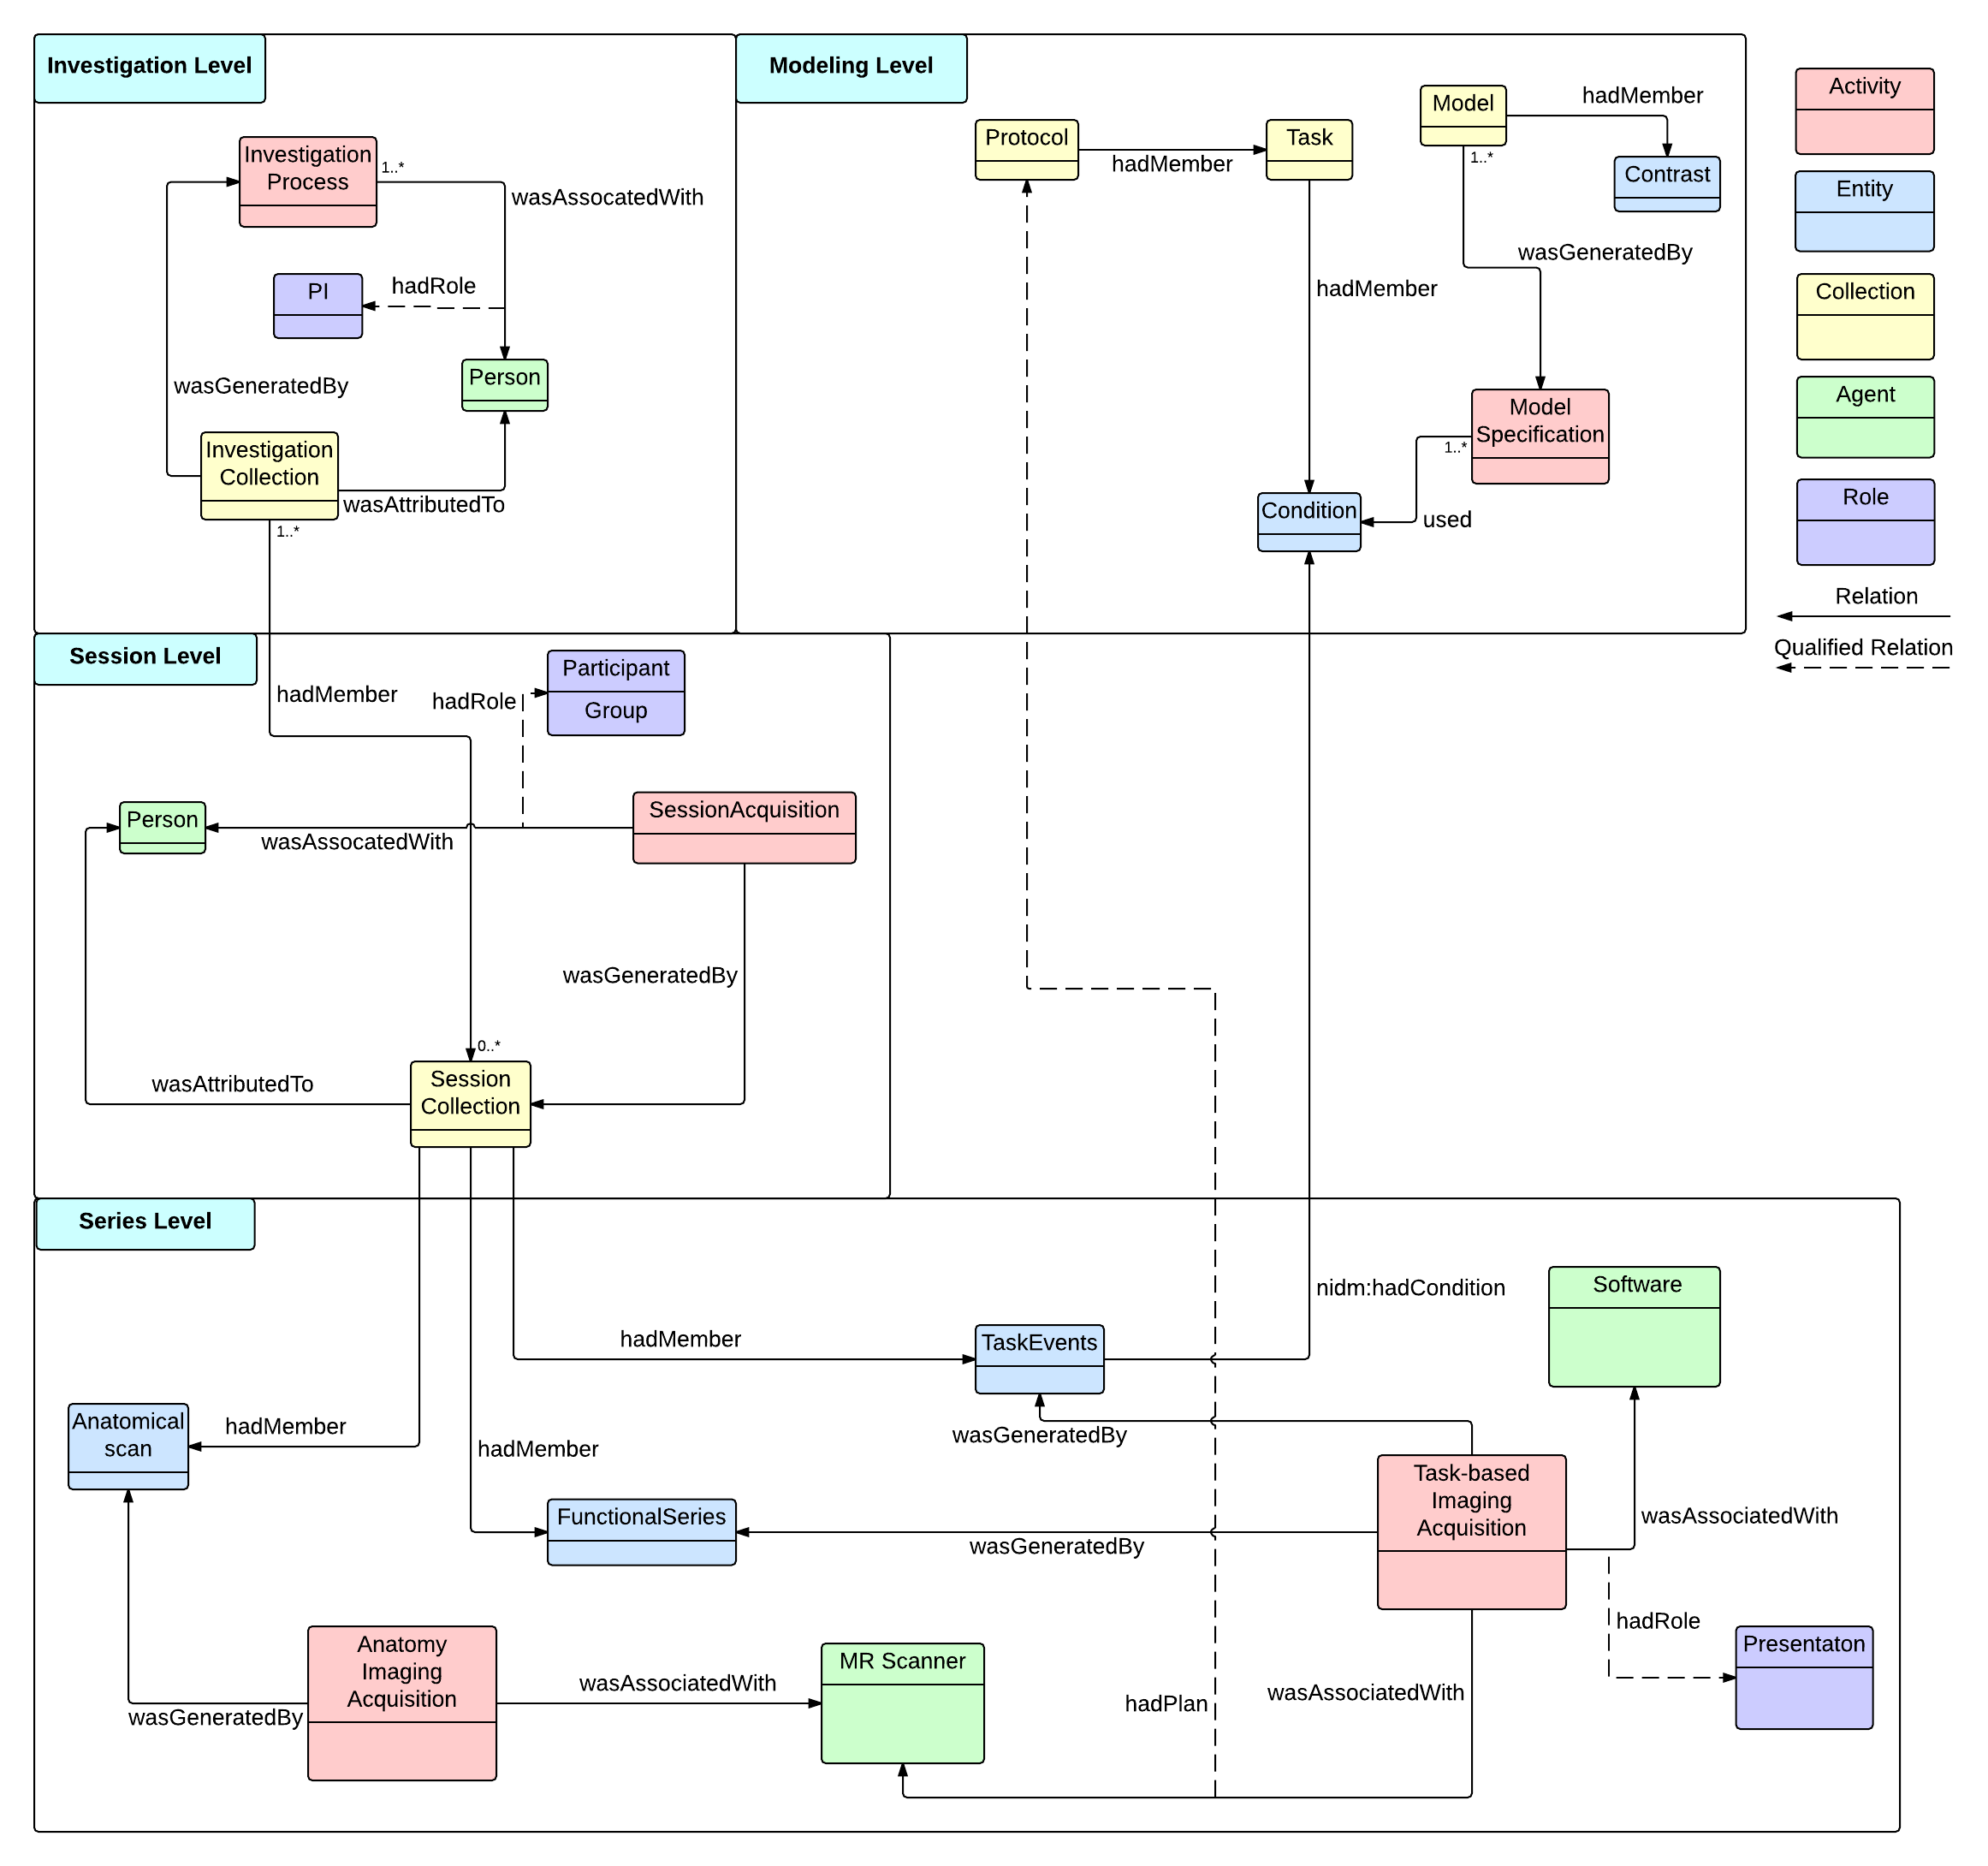 Investigation Level
Investigation
Process
1..*
wasAssocatedWith
PI
hadRole
Person
wasGeneratedBy
Investigation
Collection
wasAttributedTo
1..*
Modeling Level
Protocol
hadMember
Task
Model
1..*
hadMember
Contrast
wasGeneratedBy
hadMember
Model
Specification
1..*
used
Condition
Activity
Entity
Collection
Agent
Role
Relation
Qualified Relation
Session Level
hadMember
hadRole
Participant
Group
Person
wasAssocatedWith
SessionAcquisition
wasGeneratedBy
0..*
Session
Collection
wasAttributedTo
Series Level
nidm:hadCondition
Software
hadMember
TaskEvents
wasGeneratedBy
Anatomical
scan
hadMember
hadMember
FunctionalSeries
wasGeneratedBy
Task-based
Imaging
Acquisition
wasAssociatedWith
hadRole
Presentaton
Anatomy
Imaging
Acquisition
wasGeneratedBy
wasAssociatedWith
MR Scanner
hadPlan
wasAssociatedWith